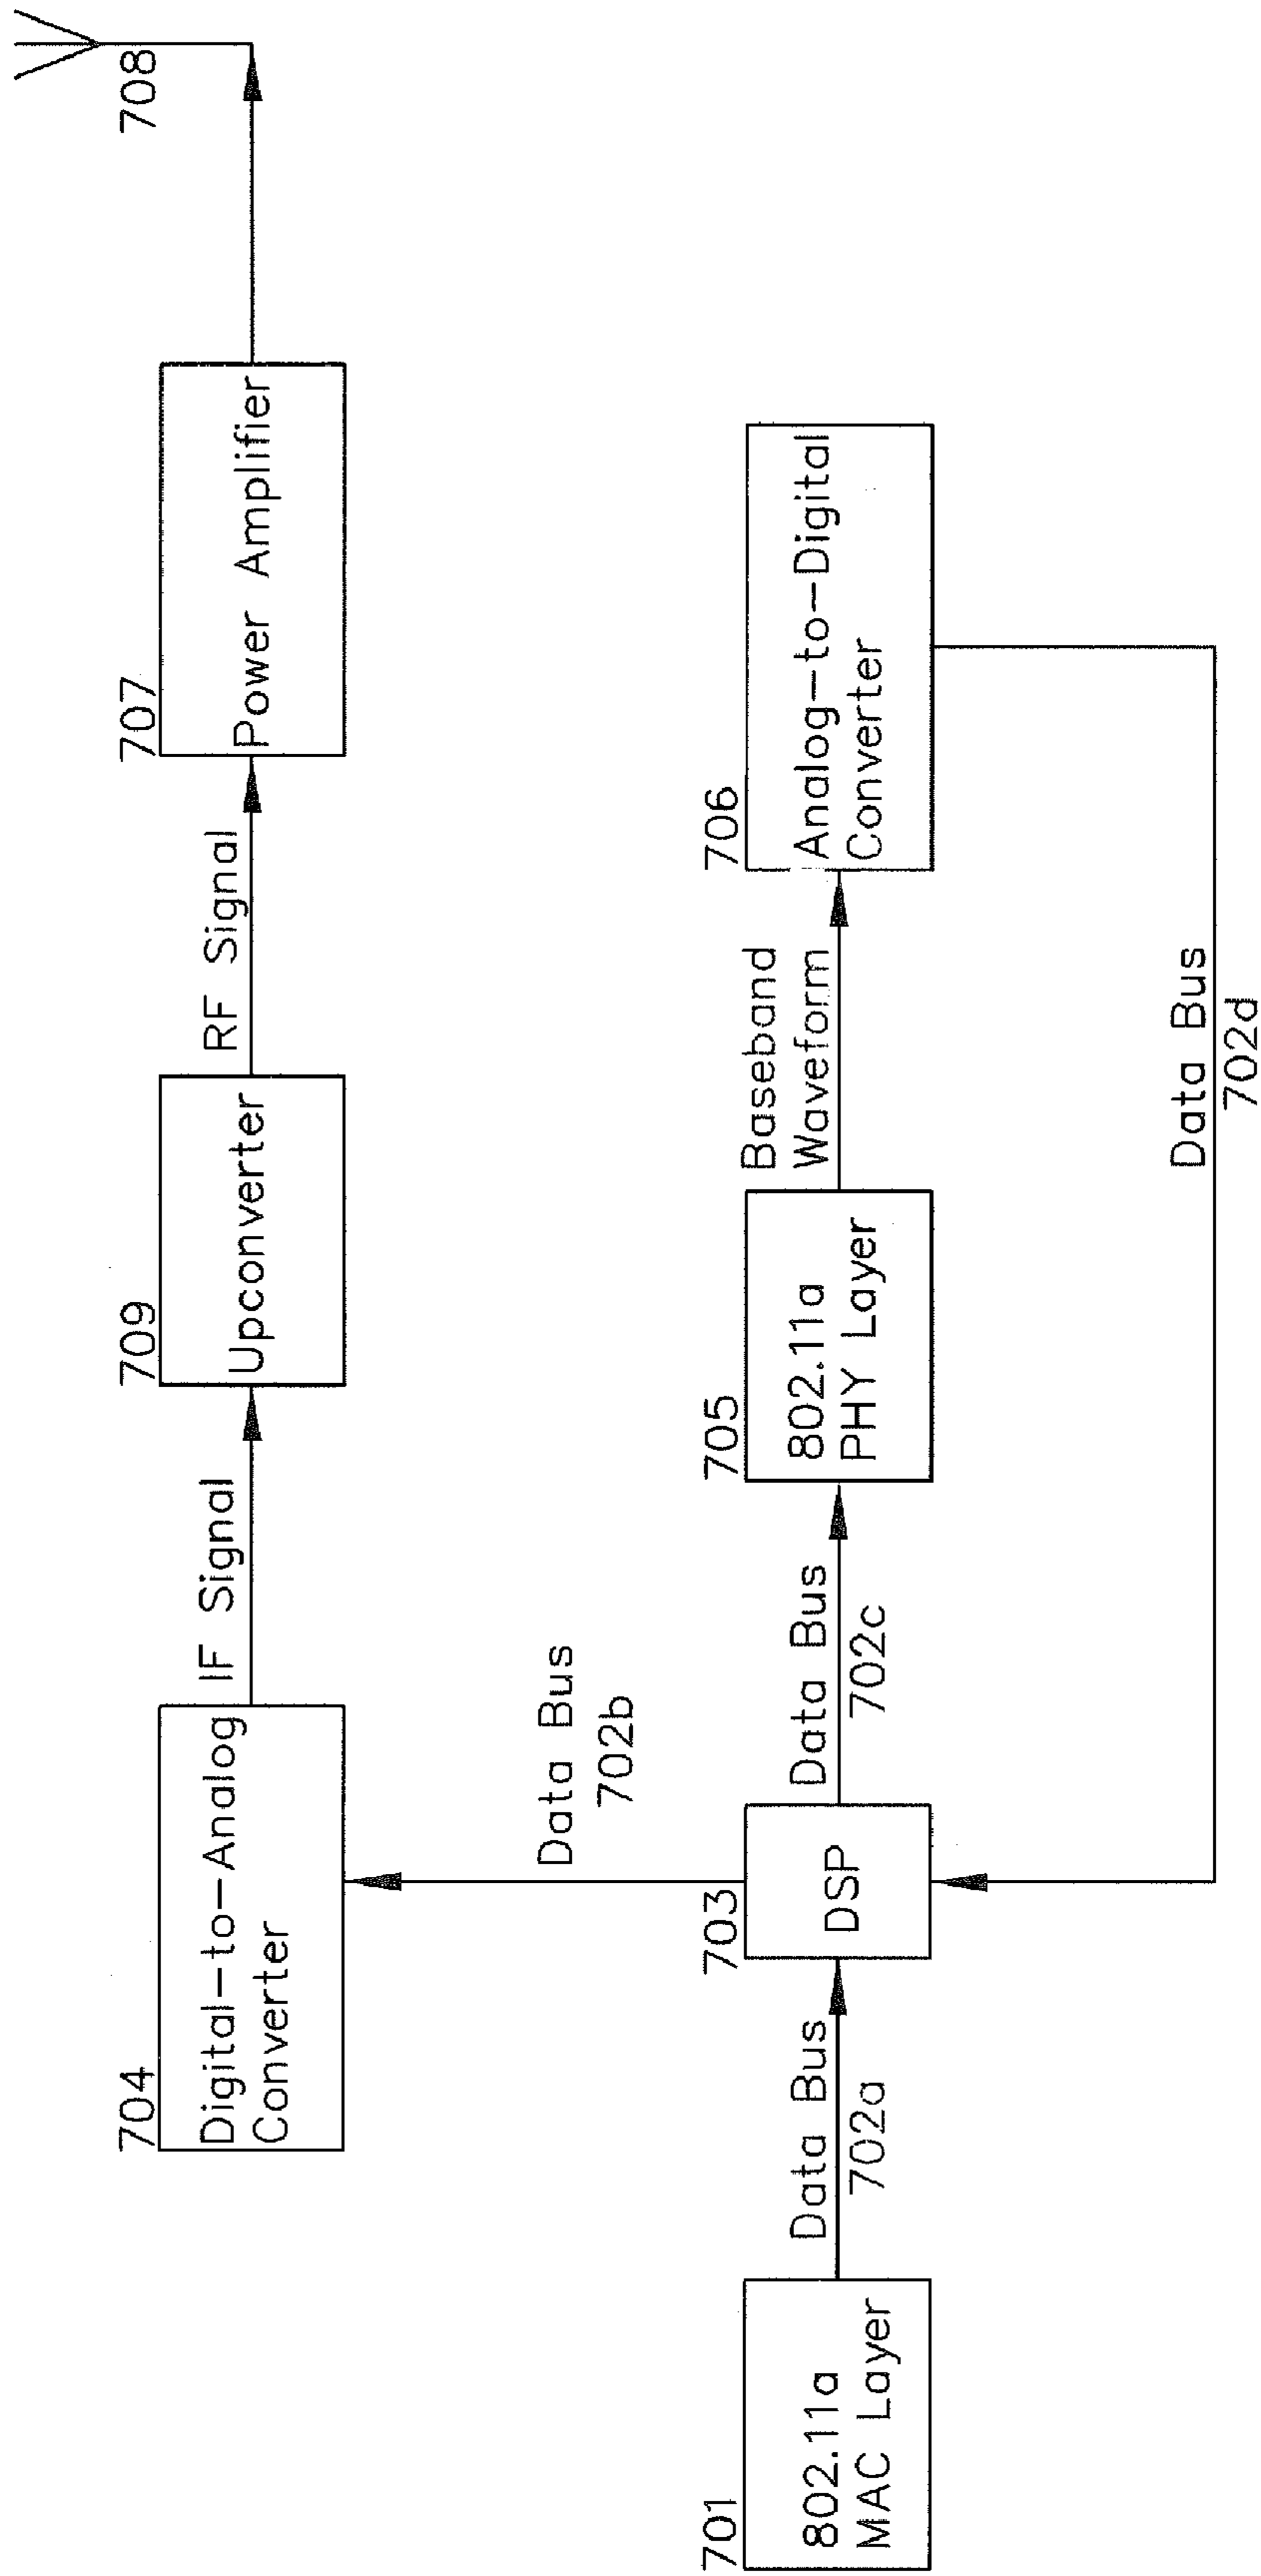 704
Digital-to-Analog
Converter
IF Signal
709
Upconverter
RF Signal
707
Power Amplifier
708
Data Bus
702b
701
802.11a
MAC Layer
Data Bus
702a
703
DSP
Data Bus
702c
705
802.11a
PHY Layer
Baseband
Waveform
706
Analog-to-Digital
Converter
Data Bus
702d